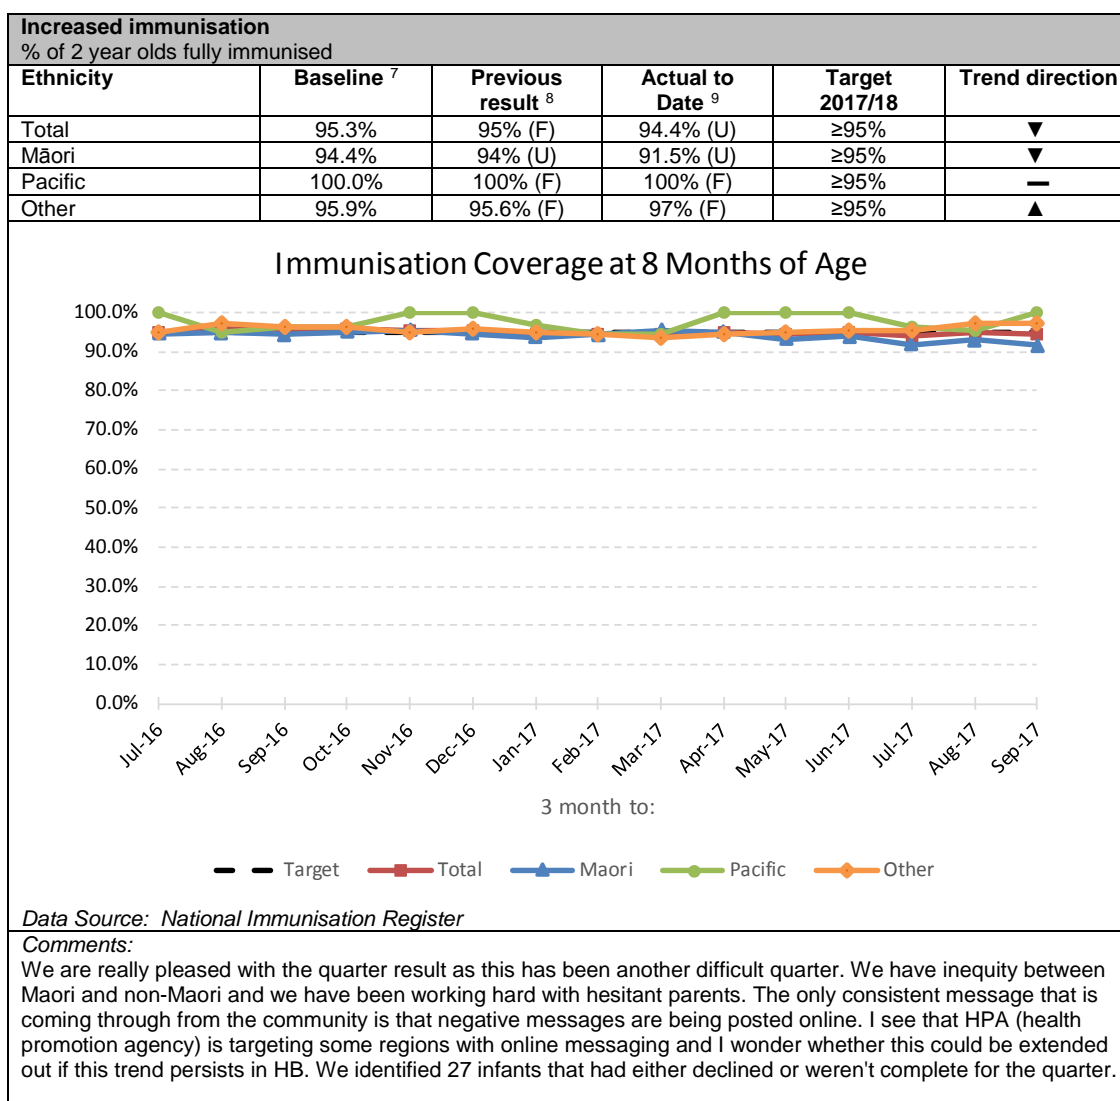 Increased immunisation
% of 2 year olds fully immunised
Ethnicity Baseline 7 Previous result 8 Actual to Date 9 Target 2017/18 Trend direction
Total 95.3% 95% (F) 94.4% (U) ≥95% ▼
Māori 94.4% 94% (U) 91.5% (U) ≥95% ▼
Pacific 100.0% 100% (F) 100% (F) ≥95% —
Other 95.9% 95.6% (F) 97% (F) ≥95% ▲
Immunisation Coverage at 8 Months of Age
100.0%
90.0%
80.0%
70.0%
60.0%
50.0%
40.0%
30.0%
20.0%
10.0%
0.0%
Jul-16 Aug-16 Sep-16 Oct-16 Nov-16 Dec-16 Jan-17 Feb-17 Mar-17 Apr-17 May-17 Jun-17 Jul-17 Aug-17 Sep-17
3 month to:
Target Total Maori Pacific Other
Data Source: National Immunisation Register
Comments:
We are really pleased with the quarter result as this has been another difficult quarter. We have inequity between
Maori and non-Maori and we have been working hard with hesitant parents. The only consistent message that is
coming through from the community is that negative messages are being posted online. I see that HPA (health
promotion agency) is targeting some regions with online messaging and I wonder whether this could be extended
out if this trend persists in HB. We identified 27 infants that had either declined or weren't complete for the quarter.